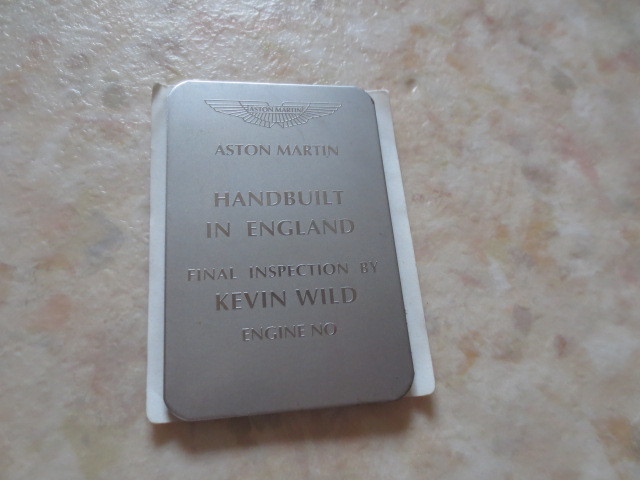 ASTON MARTIN
ASTON MARTIN
HANDBUILT
IN ENGLAND
FINAL INSPECTION BY
KEVIN WILD
ENGINE NO